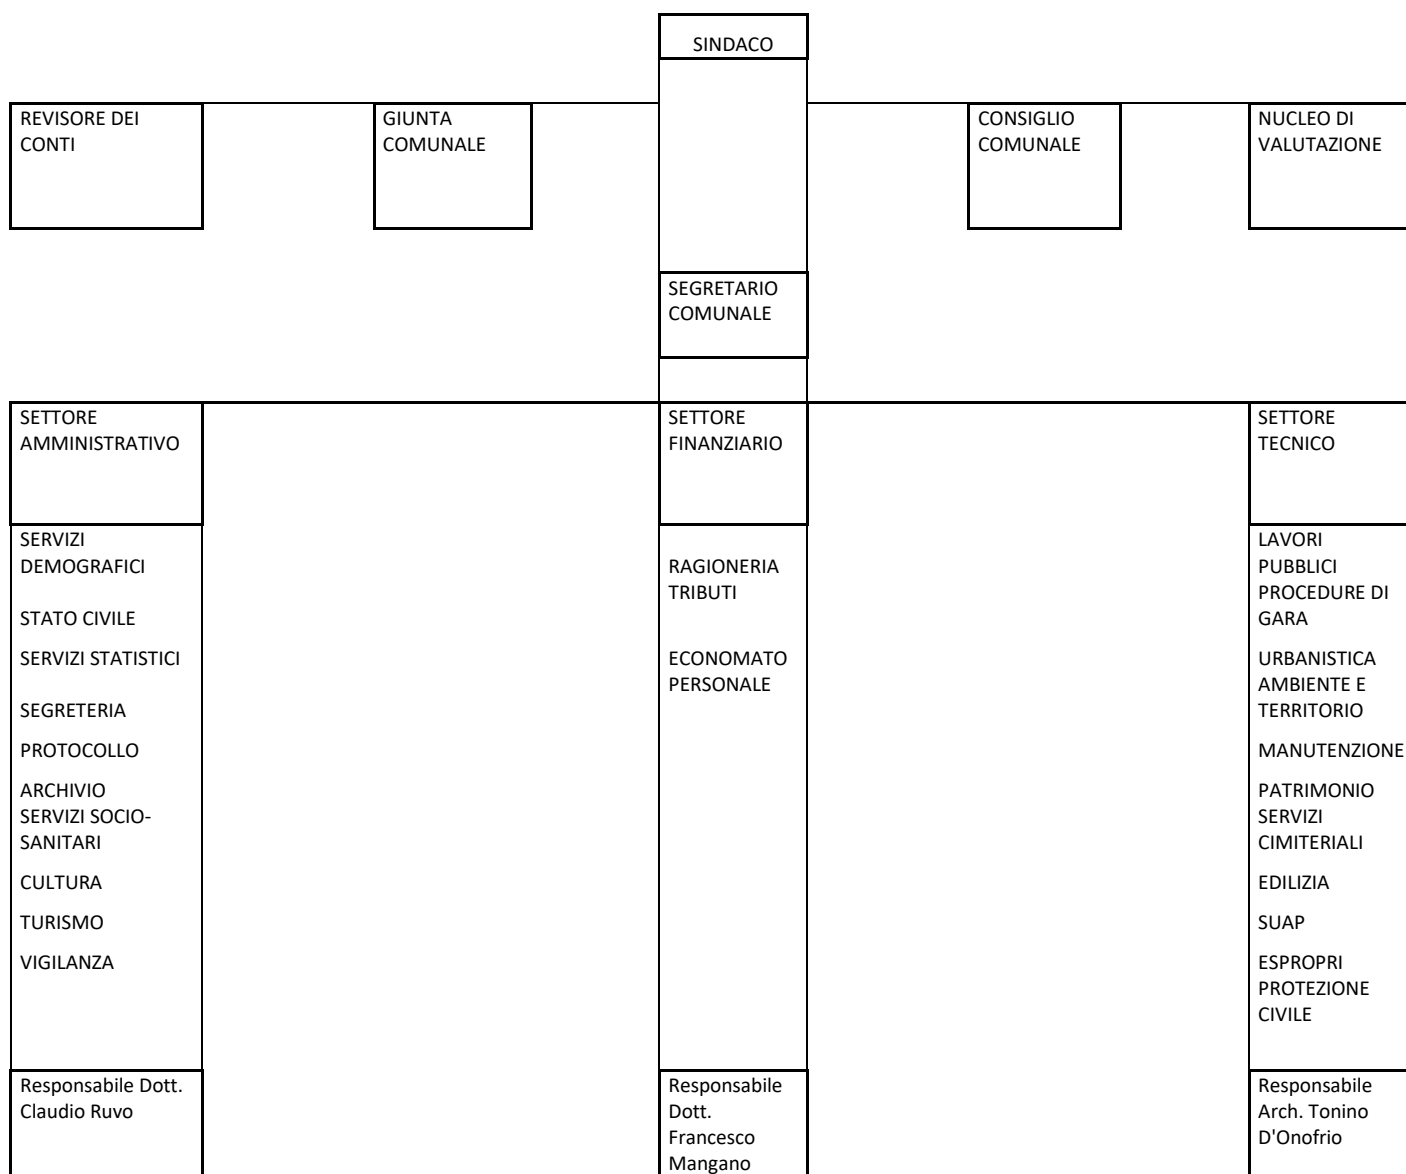 SINDACO
REVISORE DEI
CONTI
GIUNTA
COMUNALE
CONSIGLIO
COMUNALE
NUCLEO DI
VALUTAZIONE
SEGRETARIO
COMUNALE
SETTORE
AMMINISTRATIVO
SETTORE
FINANZIARIO
SETTORE
TECNICO
SERVIZI
DEMOGRAFICI
STATO CIVILE
SERVIZI STATISTICI
SEGRETERIA
PROTOCOLLO
ARCHIVIO
SERVIZI SOCIO-
SANITARI
CULTURA
TURISMO
VIGILANZA
RAGIONERIA
TRIBUTI
ECONOMATO
PERSONALE
LAVORI
PUBBLICI
PROCEDURE DI
GARA
URBANISTICA
AMBIENTE E
TERRITORIO
MANUTENZIONE
PATRIMONIO
SERVIZI
CIMITERIALI
EDILIZIA
SUAP
ESPROPRI
PROTEZIONE
CIVILE
Responsabile Dott.
Claudio Ruvo
Responsabile
Dott.
Francesco
Mangano
Responsabile
Arch. Tonino
D'Onofrio